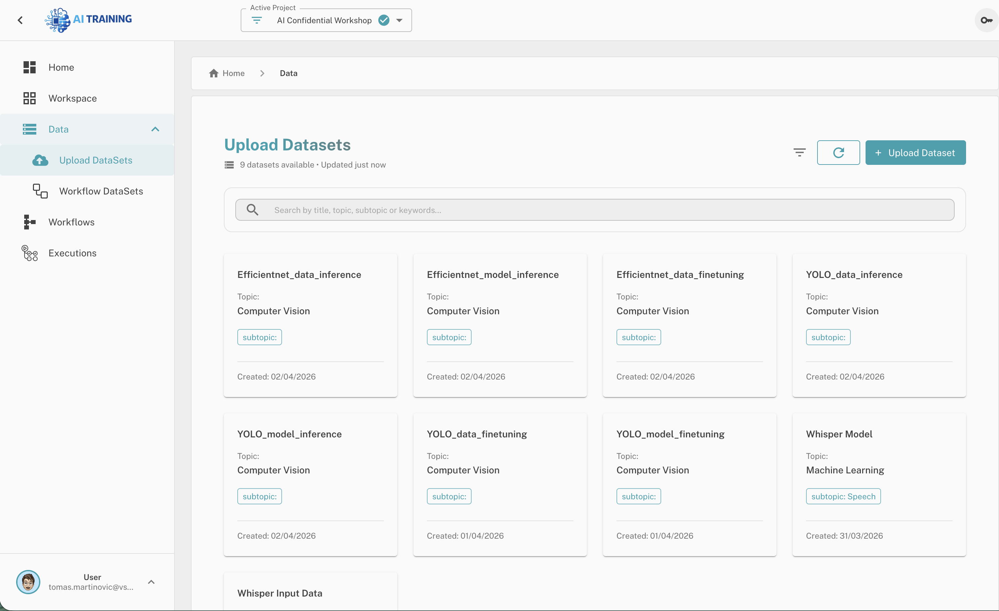 AI TRAINING
Active Project
AI Confidential Workshop
Home
Workspace
Data
Upload DataSets
Workflow DataSets
Workflows
Executions
User
tomas.martinovic@vs...
Home
Data
Upload Datasets
9 datasets available • Updated just now
+ Upload Dataset
Search by title, topic, subtopic or keywords...
Efficientnet_data_inference
Topic:
Computer Vision
subtopic:
Created: 02/04/2026
Efficientnet_model_inference
Topic:
Computer Vision
subtopic:
Created: 02/04/2026
Efficientnet_data_finetuning
Topic:
Computer Vision
subtopic:
Created: 02/04/2026
YOLO_data_inference
Topic:
Computer Vision
subtopic:
Created: 02/04/2026
YOLO_model_inference
Topic:
Computer Vision
subtopic:
Created: 02/04/2026
YOLO_data_finetuning
Topic:
Computer Vision
subtopic:
Created: 01/04/2026
YOLO_model_finetuning
Topic:
Computer Vision
subtopic:
Created: 01/04/2026
Whisper Model
Topic:
Machine Learning
subtopic: Speech
Created: 31/03/2026
Whisper Input Data